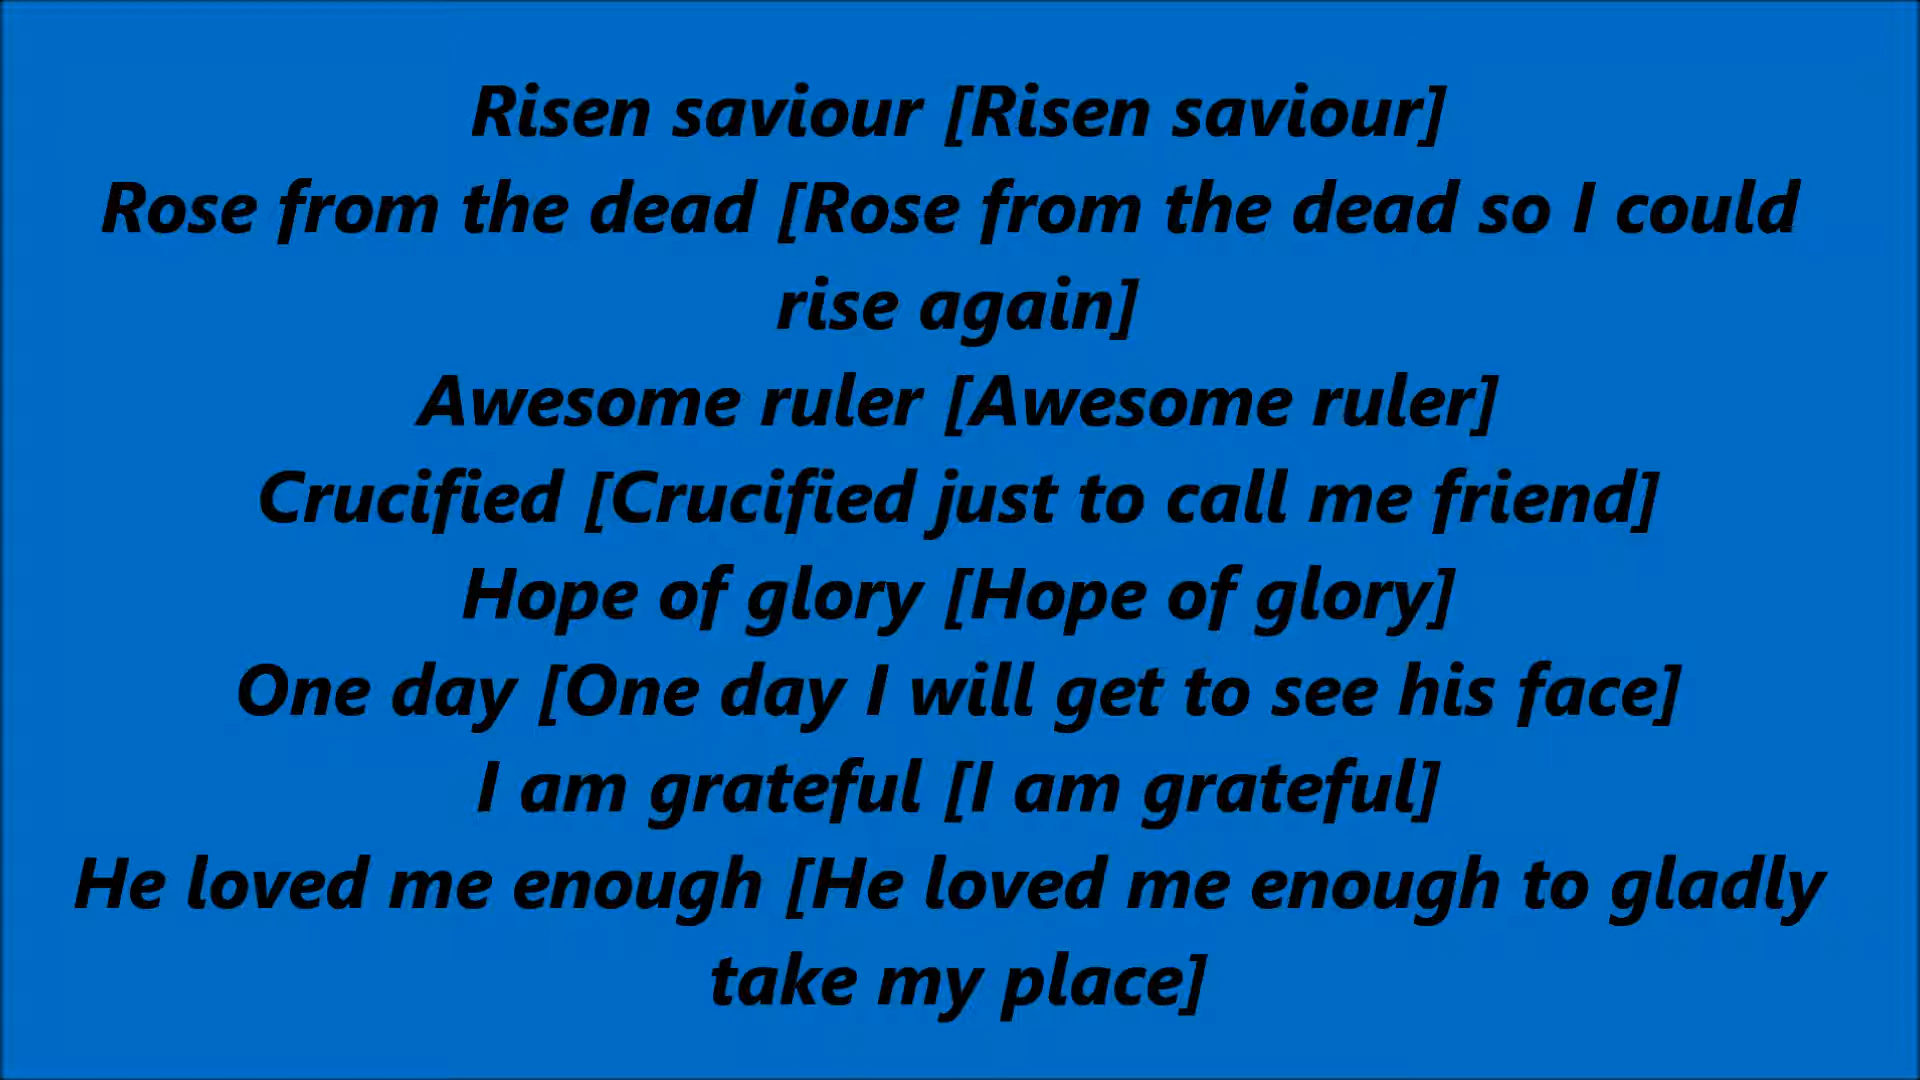 Risen saviour [Risen saviour]
Rose from the dead [Rose from the dead so I could
rise again]
Awesome ruler [Awesome ruler]
Crucified [Crucified just to call me friend]
Hope of glory [Hope of glory]
One day [One day I will get to see his face]
I am grateful [I am grateful]
He loved me enough [He loved me enough to gladly
take my place]